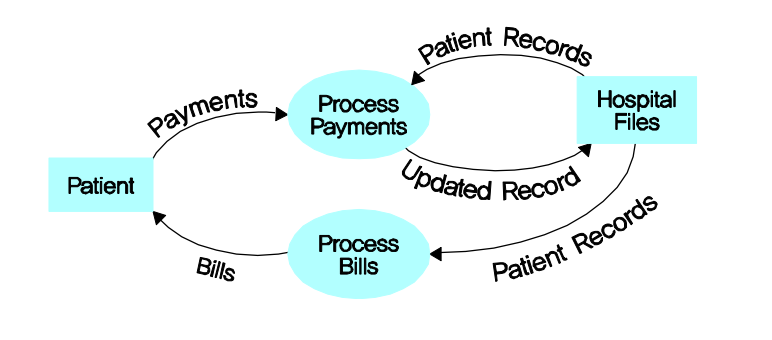 Patient Records
Payments
Process
Payments
Hospital
Files
Patient
Updated Record
Process
Bills
Patient Records
Bills